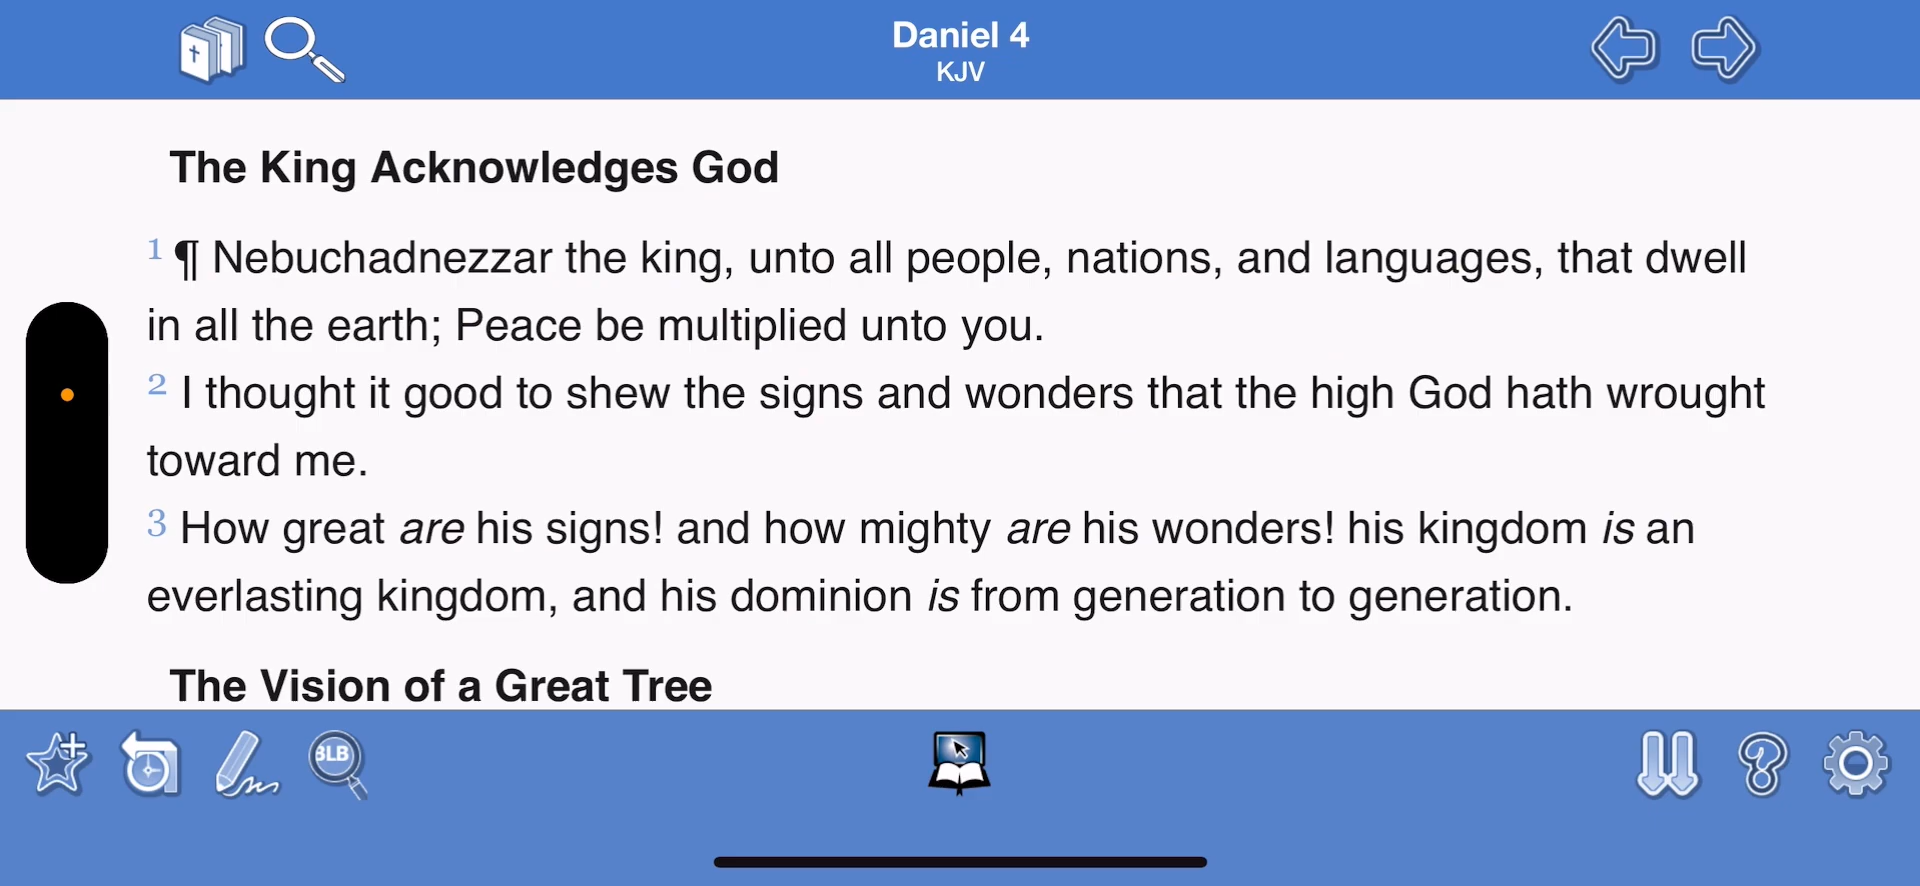 Daniel 4
KJV
The King Acknowledges God
1 ¶ Nebuchadnezzar the king, unto all people, nations, and languages, that dwell
in all the earth; Peace be multiplied unto you.
2 I thought it good to shew the signs and wonders that the high God hath wrought
toward me.
3 How great are his signs! and how mighty are his wonders! his kingdom is an
everlasting kingdom, and his dominion is from generation to generation.
The Vision of a Great Tree
BLB